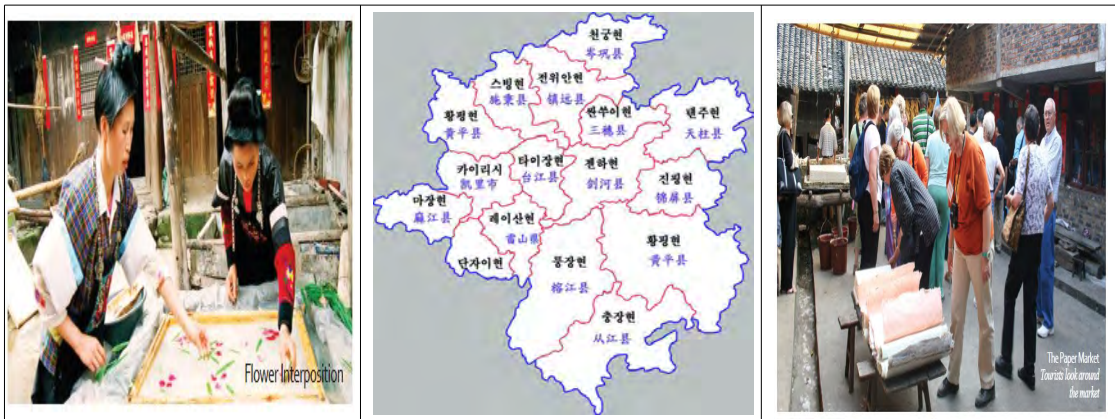 Flower Interposition
천궁현
岑巩县
스빙현
施秉县
전위안현
镇远县
황평현
黄平县
싼쑤이현
三穗县
텐주현
天柱县
카이리시
凯里市
타이장현
台江县
젠하현
剑河县
진핑현
锦屏县
마장현
麻江县
레이산현
雷山县
단자이현
황핑현
黄平县
룽장현
榕江县
충장현
从江县
The Paper Market
Tourists look around
the market